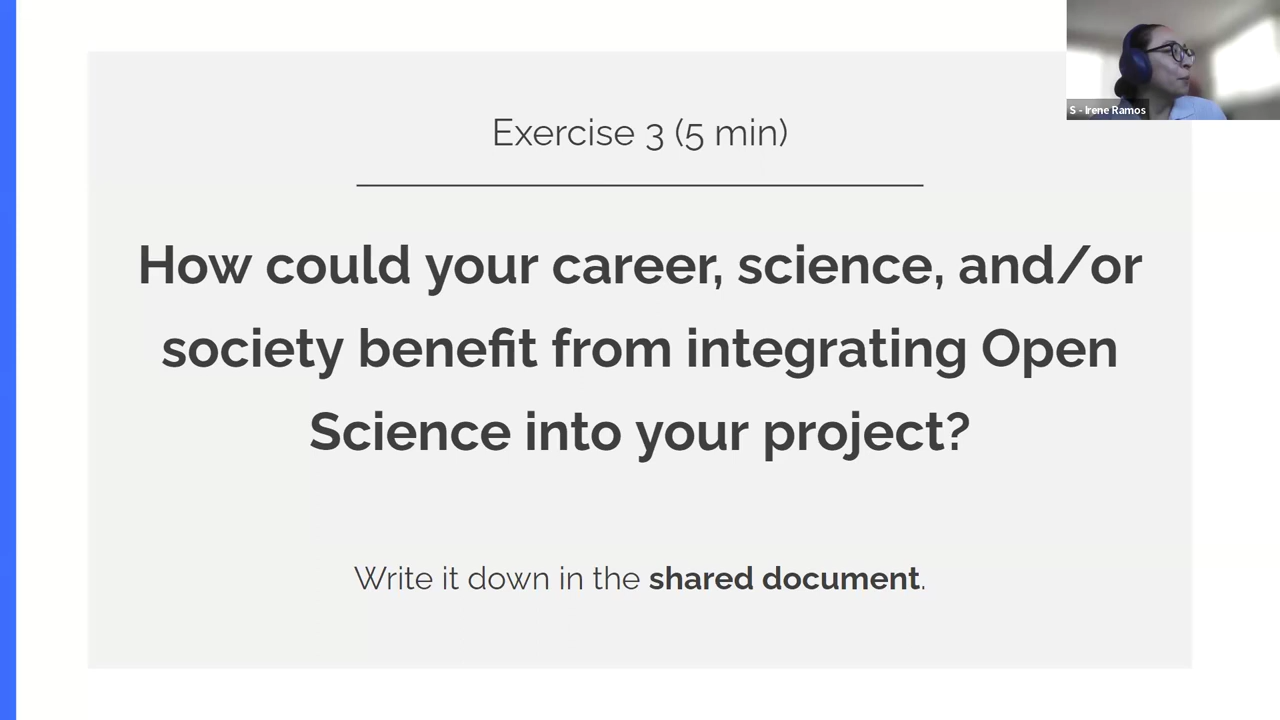 S - Irene Ramos
Exercise 3 (5 min)
How could your career, science, and/or
society benefit from integrating Open
Science into your project?
Write it down in the shared document.